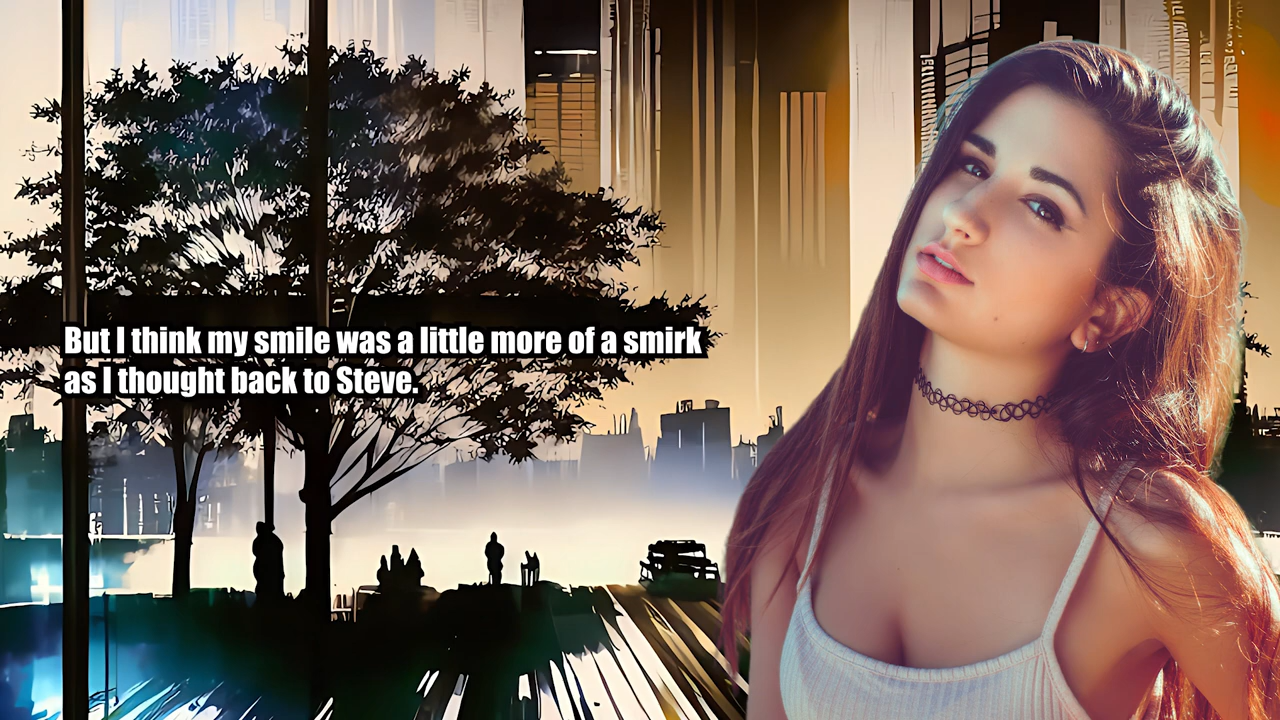 But I think my smile was a little more of a smirk
as I thought back to Steve.